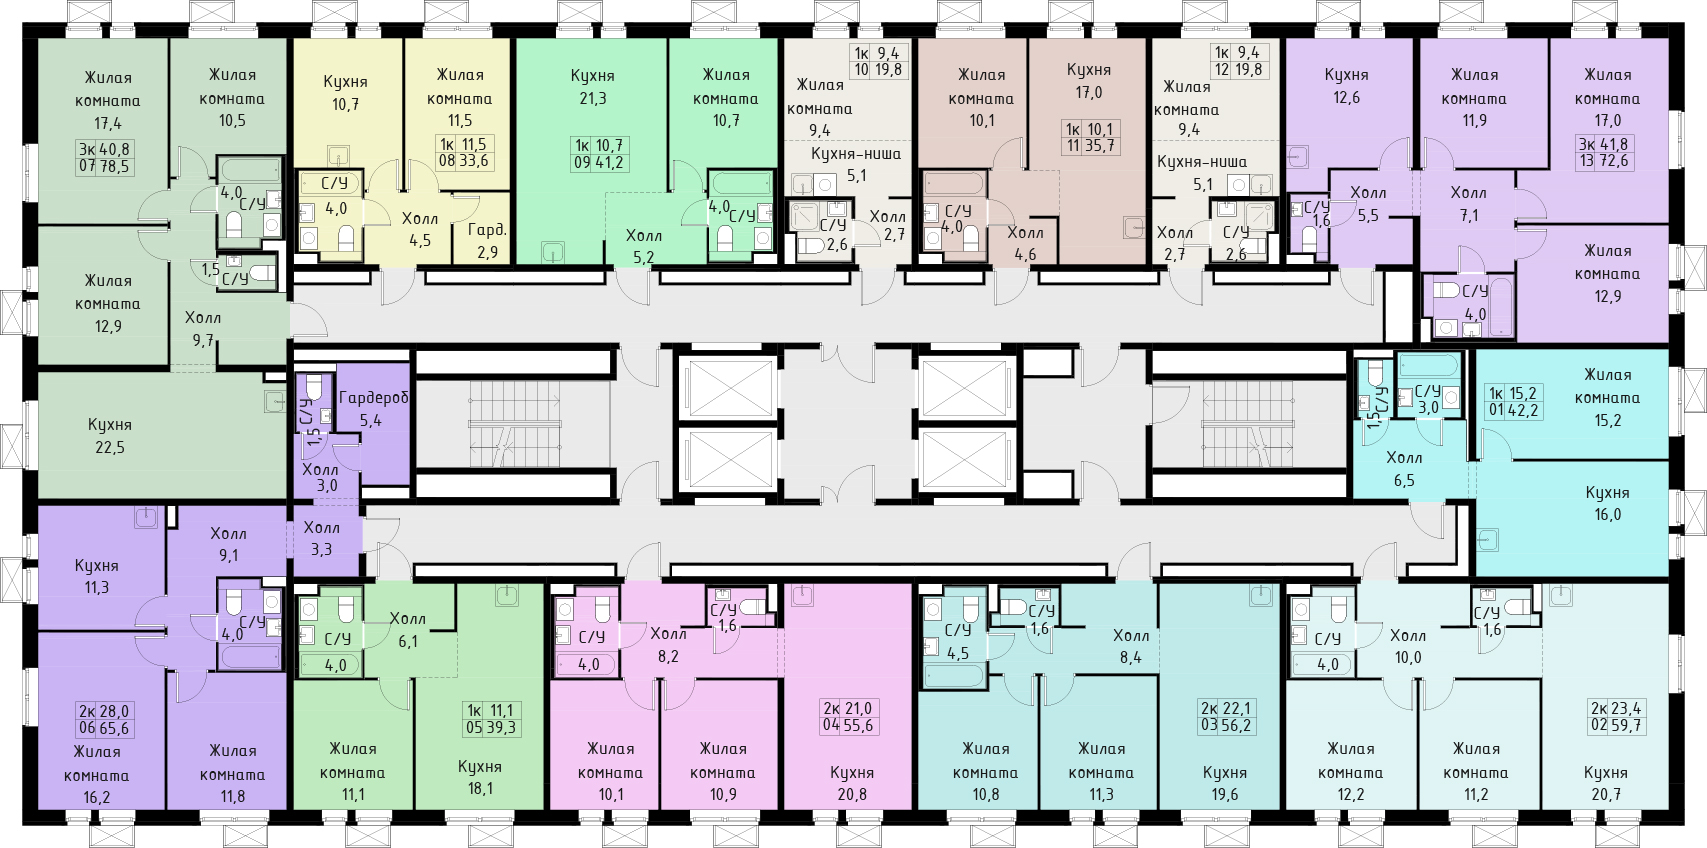 Жилая
комната
17,4
3к 40,8
07 78,5
Жилая
комната
10,5
4,0
С/У
1,5
С/У
Жилая
комната
12,9
Холл
9,7
Кухня
22,5
Кухня
10,7
Жилая
комната
11,5
1к 11,5
08 33,6
С/У
4,0
Холл
4,5
Гард.
2,9
Кухня
21,3
1к 10,7
09 41,2
Жилая
комната
10,7
4,0
С/У
Холл
5,2
1к 9,4
10 19,8
Жилая
комната
9,4
Кухня-ниша
5,1
С/У
2,6
Холл
2,7
Жилая
комната
10,1
Кухня
17,0
1к 10,1
11 35,7
С/У
4,0
Холл
4,6
1к 9,4
12 19,8
Жилая
комната
9,4
Кухня-ниша
5,1
Холл
2,7
С/У
2,6
Кухня
12,6
С/У
1,6
Холл
5,5
Жилая
комната
11,9
Жилая
комната
17,0
3к 41,8
13 72,6
Холл
7,1
Жилая
комната
12,9
С/У
4,0
С/У
1,5
Гардероб
5,4
Холл
3,0
Холл
3,3
1,5
С/У
С/У
3,0
1к 15,2
01 42,2
Жилая
комната
15,2
Холл
6,5
Кухня
16,0
Кухня
11,3
Холл
9,1
4,0
С/У
2к 28,0
06 65,6
Жилая
комната
16,2
Жилая
комната
11,8
С/У
4,0
Холл
6,1
1к 11,1
05 39,3
Жилая
комната
11,1
Кухня
18,1
С/У
4,0
Холл
8,2
С/У
1,6
Жилая
комната
10,1
Жилая
комната
10,9
2к 21,0
04 55,6
Кухня
20,8
С/У
4,5
С/У
1,6
Холл
8,4
Жилая
комната
10,8
Жилая
комната
11,3
2к 22,1
03 56,2
Кухня
19,6
С/У
4,0
Холл
10,0
С/У
1,6
Жилая
комната
12,2
Жилая
комната
11,2
2к 23,4
02 59,7
Кухня
20,7